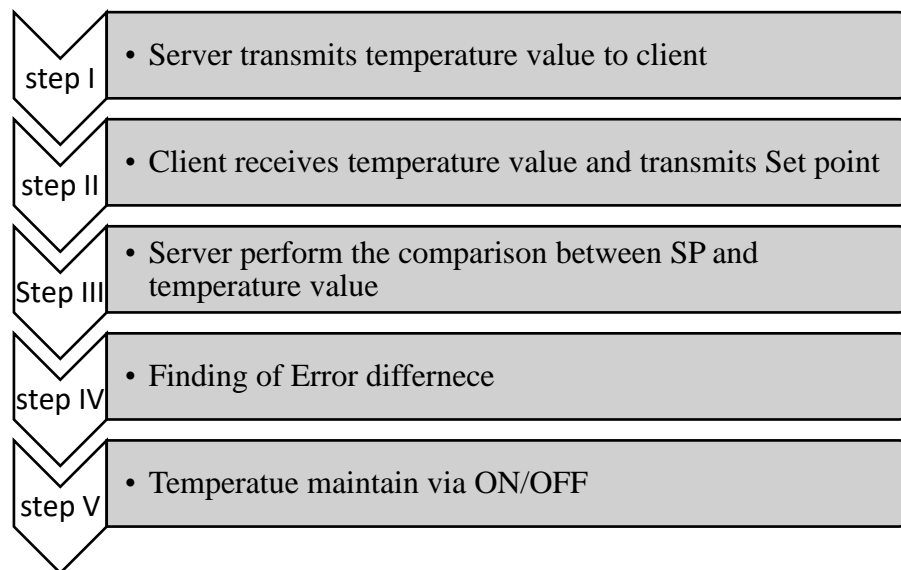 step I
• Server transmits temperature value to client
step II
• Client receives temperature value and transmits Set point
Step III
• Server perform the comparison between SP and
temperature value
step IV
• Finding of Error differnece
step V
• Temperatue maintain via ON/OFF